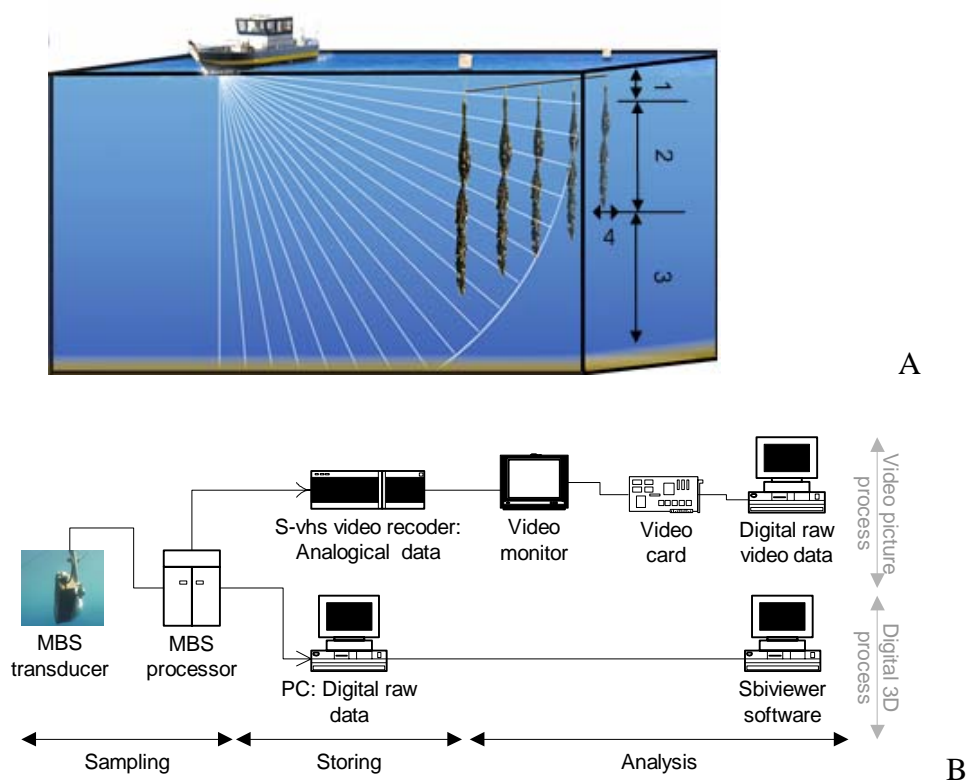 1
2
4
3
A
S-vhs video recoder:
Analogical data
Video
monitor
Video
card
Digital raw
video data
Video picture
process
MBS
transducer
MBS
processor
PC: Digital raw
data
Sbiviewer
software
Digital 3D
process
Sampling
Storing
Analysis
B